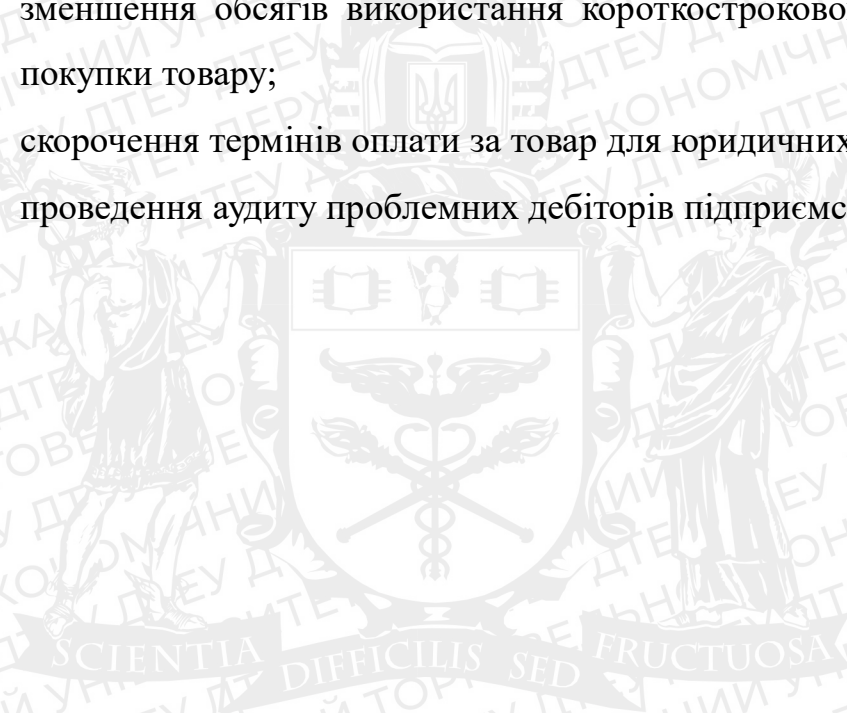 зменшення обсягів використання короткостроково
покупки товару;
скорочення термінів оплати за товар для юридичних
проведення аудиту проблемних дебіторів підприємс
SCIENTIA DIFFICILIS SED FRUCTUOSA